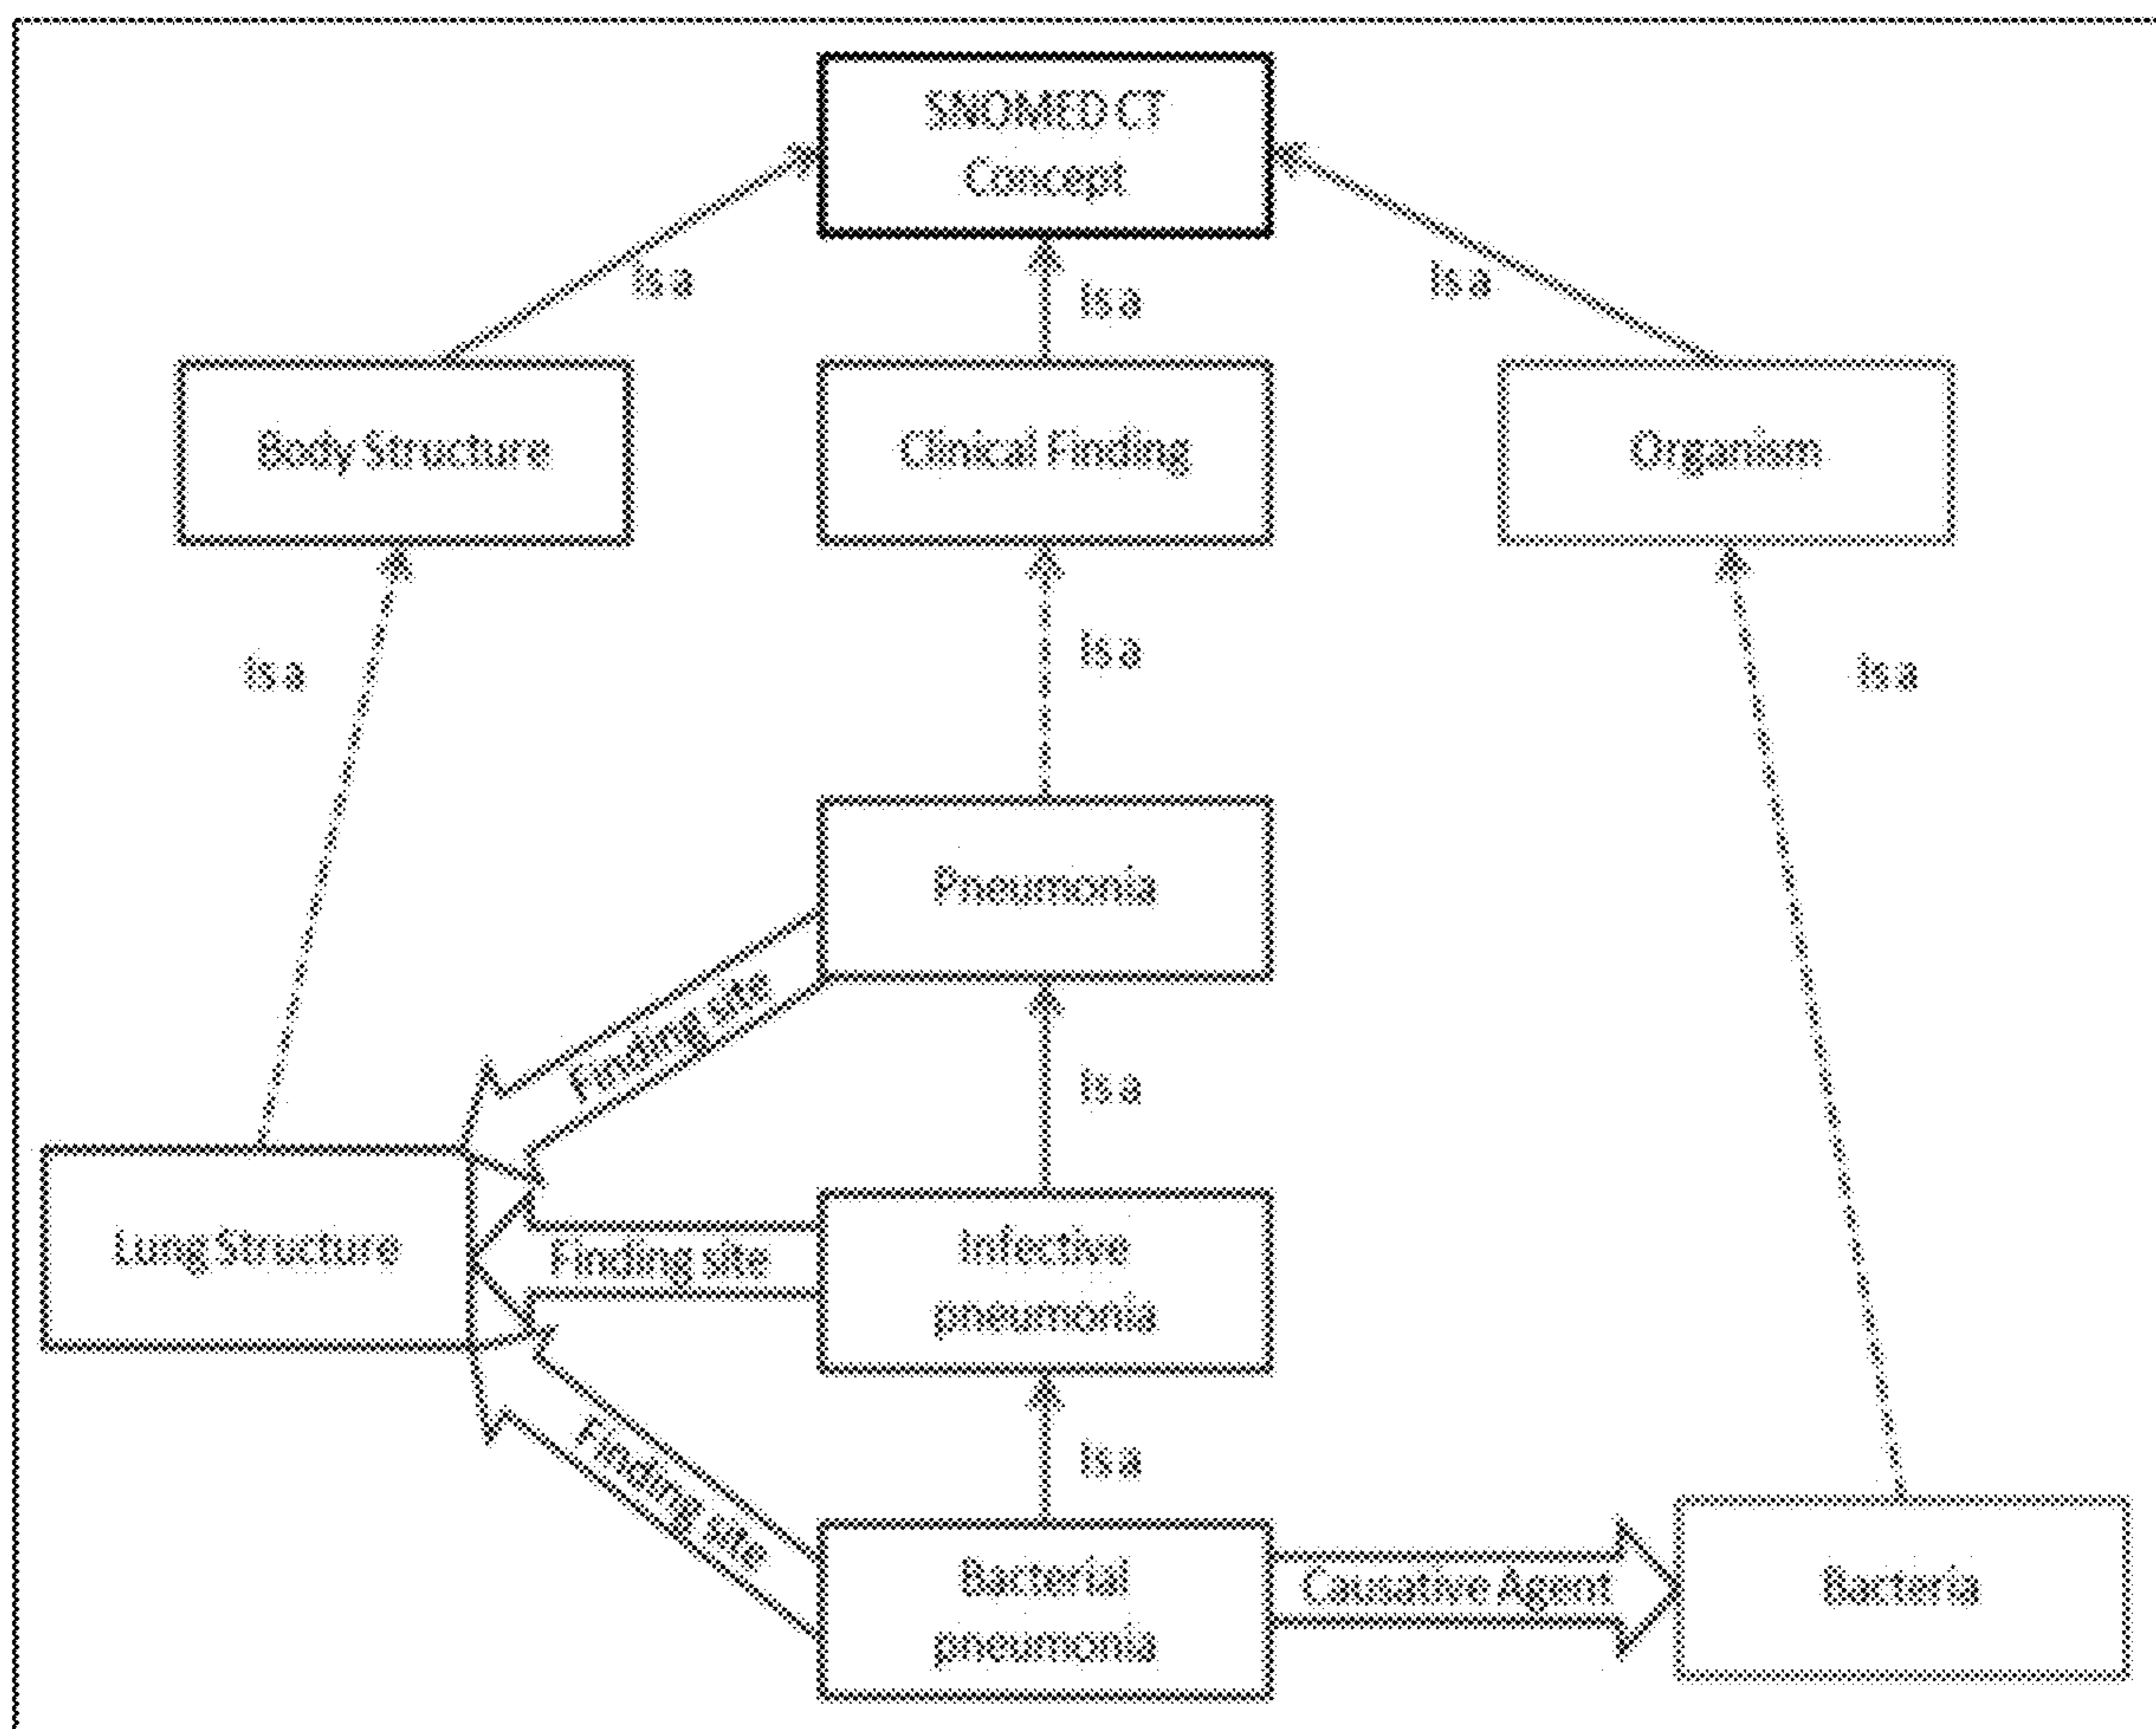 SNOMED CT
Concept
is a
is a
is a
Body Structure
Clinical Finding
Organism
is a
is a
is a
Pneumonia
Finding site
is a
Lung Structure
Finding site
Infective
pneumonia
Finding site
is a
Bacterial
pneumonia
Causative Agent
Bacteria